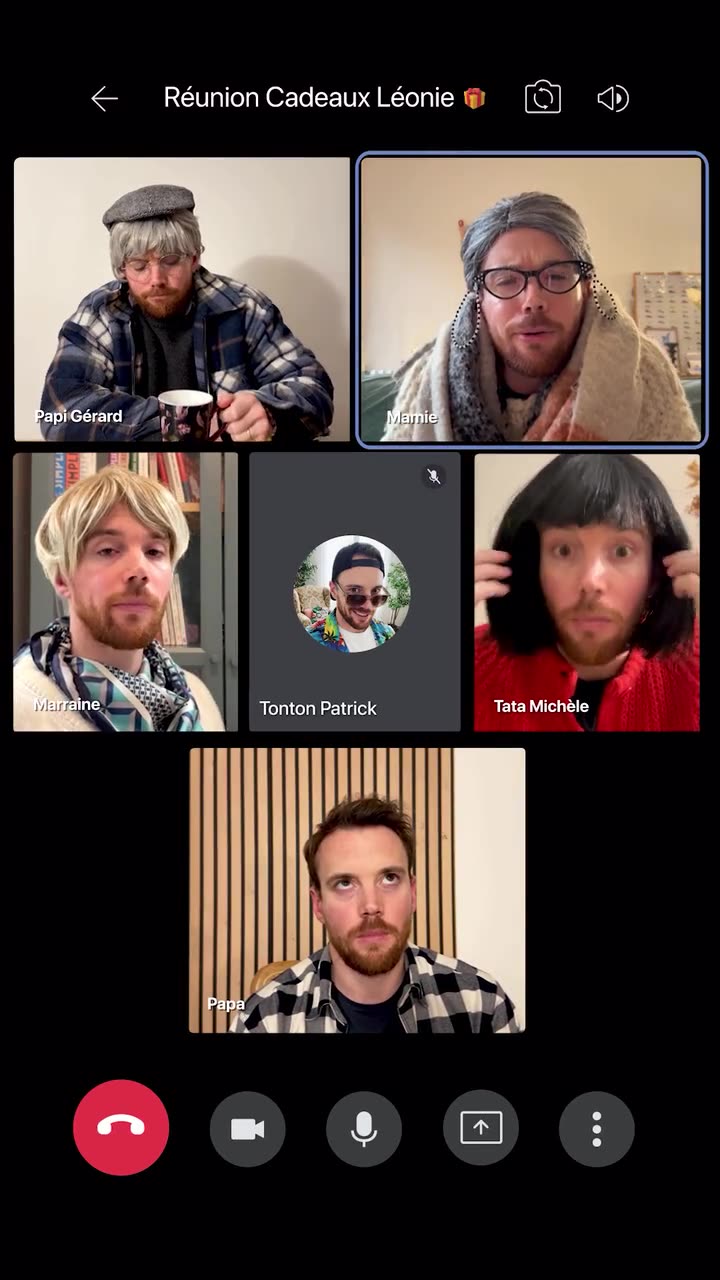 Réunion Cadeaux Léonie 🎁
Papi Gérard
Mamie
Marraine
Tonton Patrick
Tata Michèle
Papa